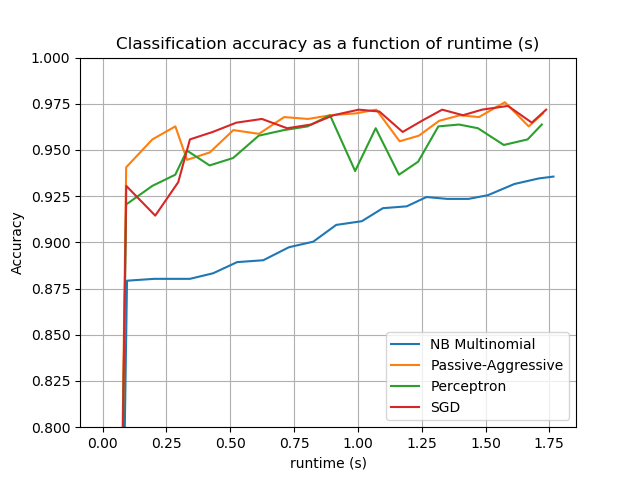 Classification accuracy as a function of runtime (s)
1.000
0.975
0.950
0.925
0.900
0.875
0.850
0.825
0.800
Accuracy
NB Multinomial
Passive-Aggressive
Perceptron
SGD
0.00 0.25 0.50 0.75 1.00 1.25 1.50 1.75
runtime (s)